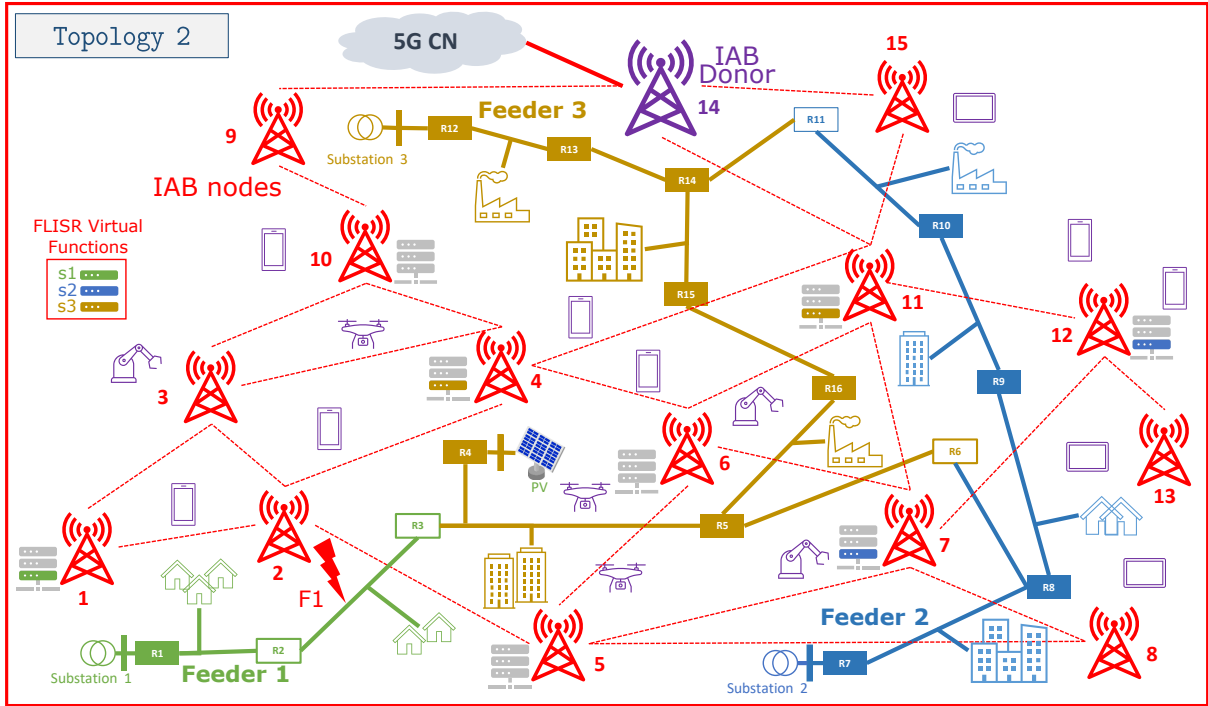 Topology 2
5G CN
IAB
Donor
14
15
9
Feeder 3
R12
Substation 3
R13
R11
R14
IAB nodes
FLISR Virtual
Functions
s1
s2
s3
10
R10
R15
11
12
3
4
R16
R9
6
R4
PV
R6
13
R3
R5
7
1
2
F1
R8
Feeder 2
R1
R2
Feeder 1
Substation 1
5
R7
Substation 2
8